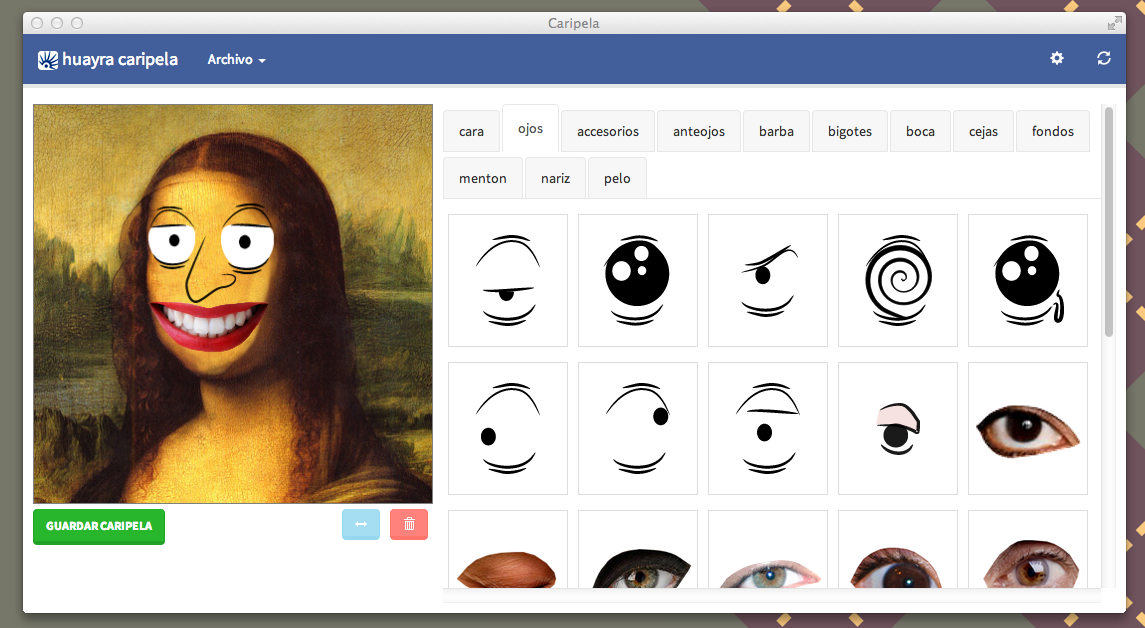 Caripela
huayra caripela Archivo
cara ojos accesorios anteojos barba bigotes boca cejas fondos
menton nariz pelo
GUARDAR CARIPELA